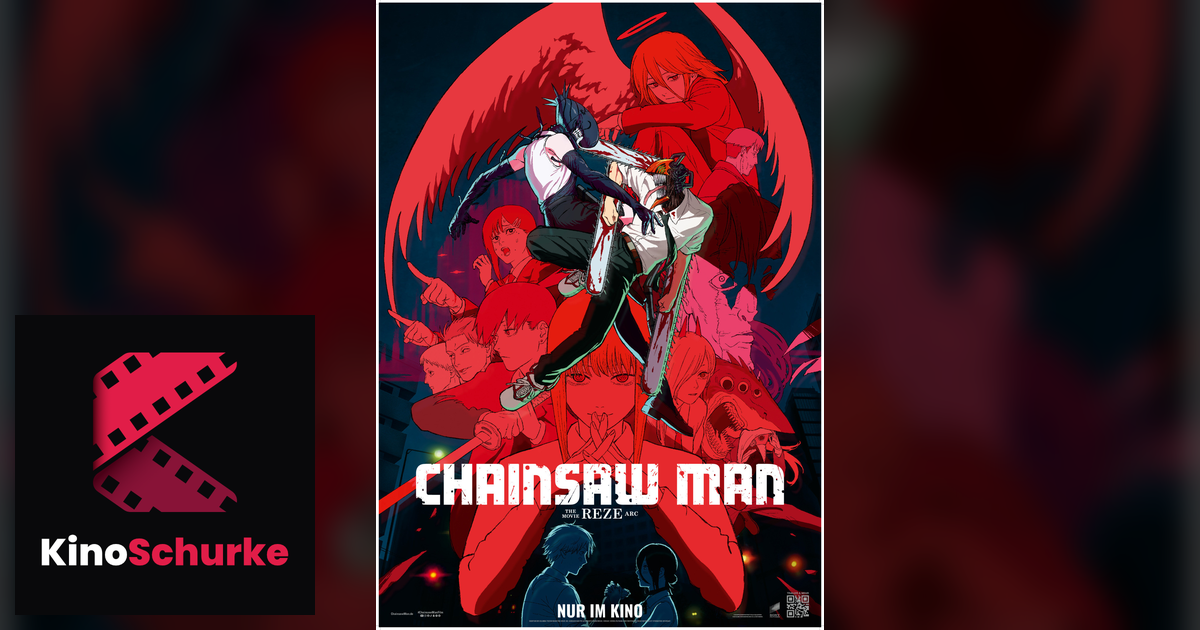 KinoSchurke
CHAINSAW MAN
THE MOVIE REZE ARC
NUR IM KINO